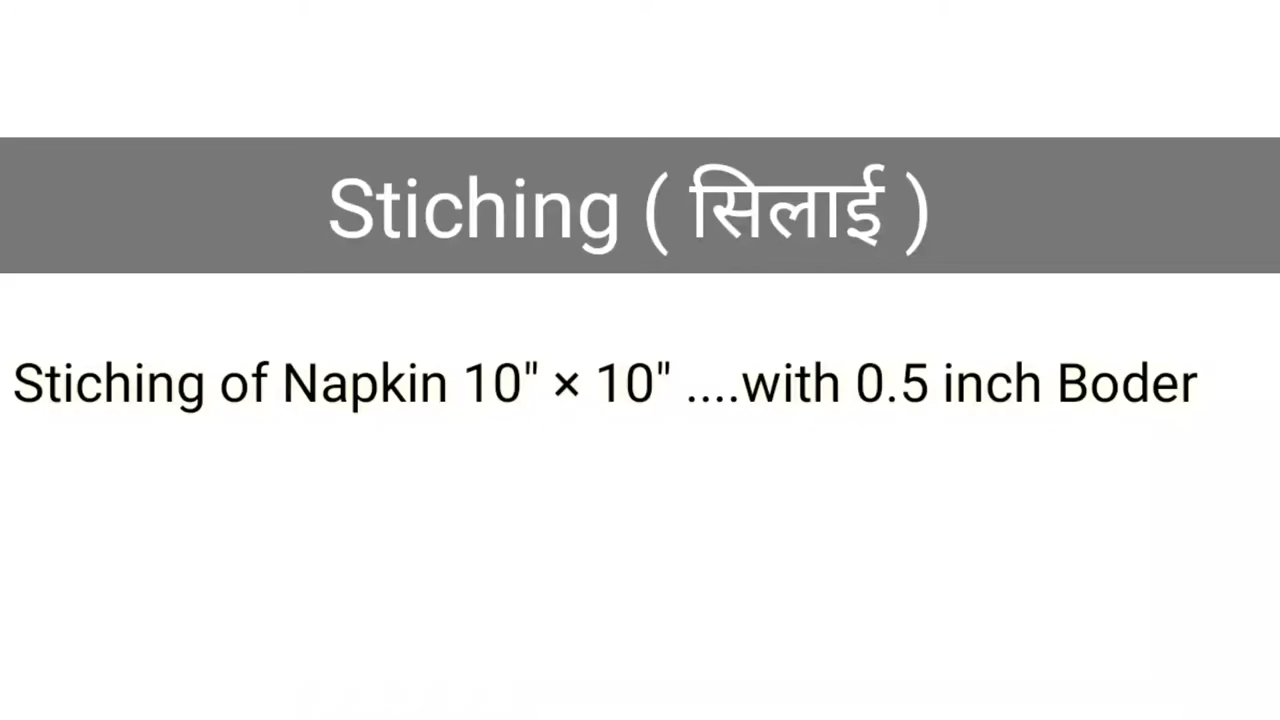 Stiching ( सिलाई )
Stiching of Napkin 10" × 10" ....with 0.5 inch Boder